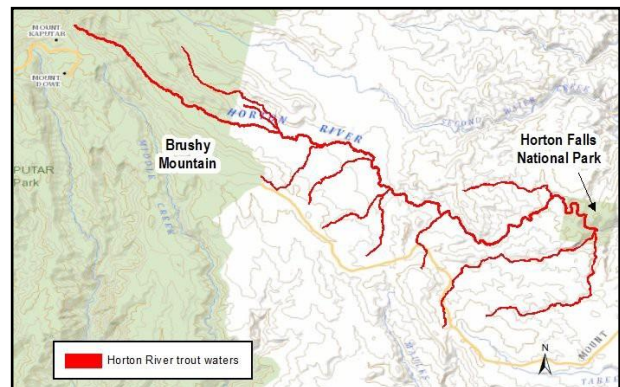 MOUNT
KAPUTAR
MOUNT
DOWE
HORTON RIVER
Brushy
Mountain
PUTAR
Park
MIDDLE CREEK
Horton Falls
National Park
MAULES
MOUNT
N
Horton River trout waters